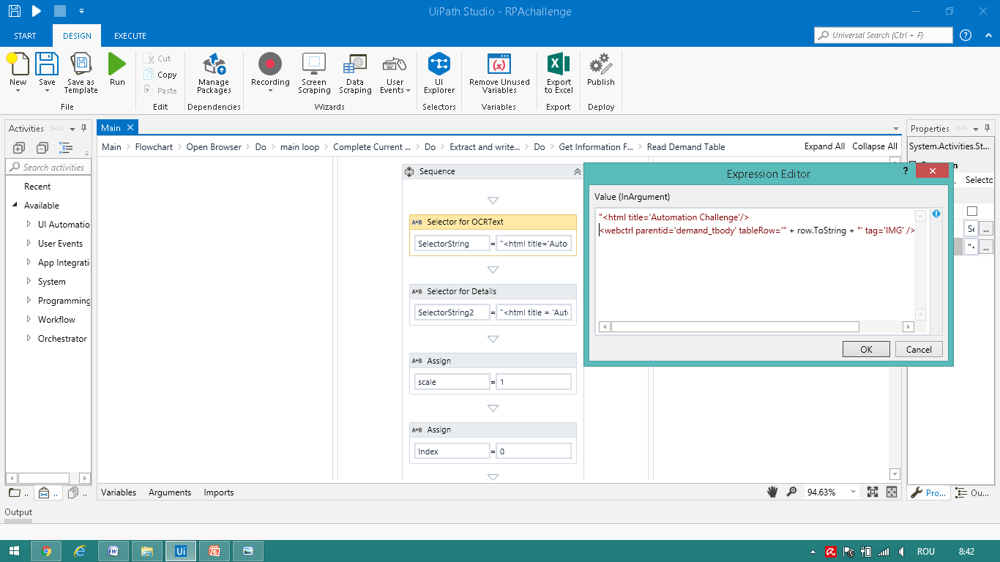 UiPath Studio - RPAchallenge
START DESIGN EXECUTE
Universal Search (Ctrl + F)
New Save Save as Template Run
Cut
Copy
Paste
Manage Packages
Recording Screen Scraping Data Scraping User Events
UI Explorer
Remove Unused Variables
Export to Excel
Publish
File Edit Dependencies Wizards Selectors Variables Export Deploy
Activities
Main
Properties
Main Flowchart Open Browser Do main loop Complete Current ... Do Extract and write... Do Get Information F... Read Demand Table
Expand All Collapse All
System.Activities.St...
Search activities
Recent
Available
UI Automatio
User Events
App Integrati
System
Programming
Workflow
Orchestrator
Sequence
Selector for OCRText
SelectorString = "<html title='Auto
Selector for Details
SelectorString2 = "<html title = 'Auto
Assign
scale = 1
Assign
Index = 0
Expression Editor
?
Value (InArgument)
"<html title='Automation Challenge'/>
<webctrl parentid='demand_tbody' tableRow='" + row.ToString + "' tag='IMG' />
OK Cancel
Selecto
Se ...
"< ...
Variables Arguments Imports
94.63%
Pro... Ou...
Output
ROU 8:42